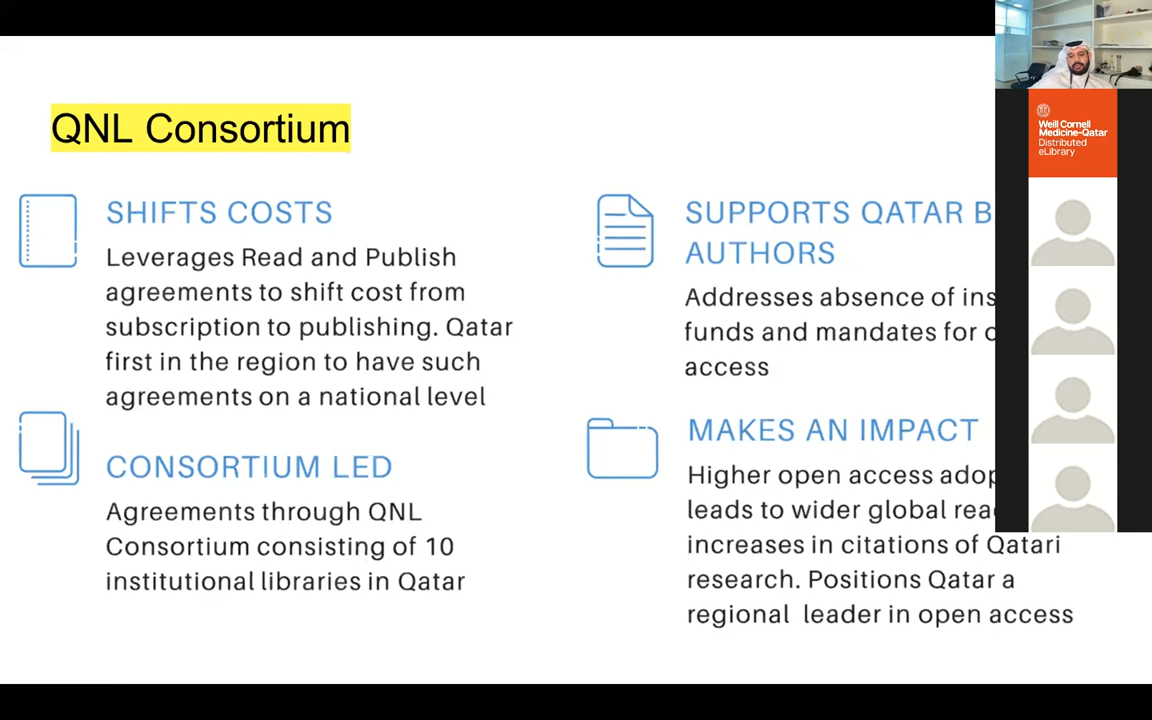 QNL Consortium
SHIFTS COSTS
Leverages Read and Publish
agreements to shift cost from
subscription to publishing. Qatar
first in the region to have such
agreements on a national level
CONSORTIUM LED
Agreements through QNL
Consortium consisting of 10
institutional libraries in Qatar
SUPPORTS QATAR
AUTHORS
Addresses absence of
funds and mandates for
access
MAKES AN IMPACT
Higher open access
leads to wider global
increases in citations of Qatari
research. Positions Qatar a
regional leader in open access
Weill Cornell
Medicine-Qatar
Distributed
eLibrary